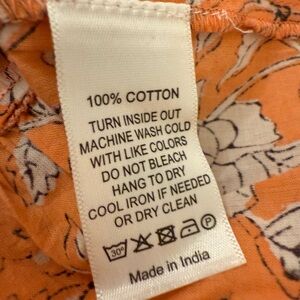 100% COTTON
TURN INSIDE OUT
MACHINE WASH COLD
WITH LIKE COLORS
DO NOT BLEACH
HANG TO DRY
COOL IRON IF NEEDED
OR DRY CLEAN
30° P
Made in India